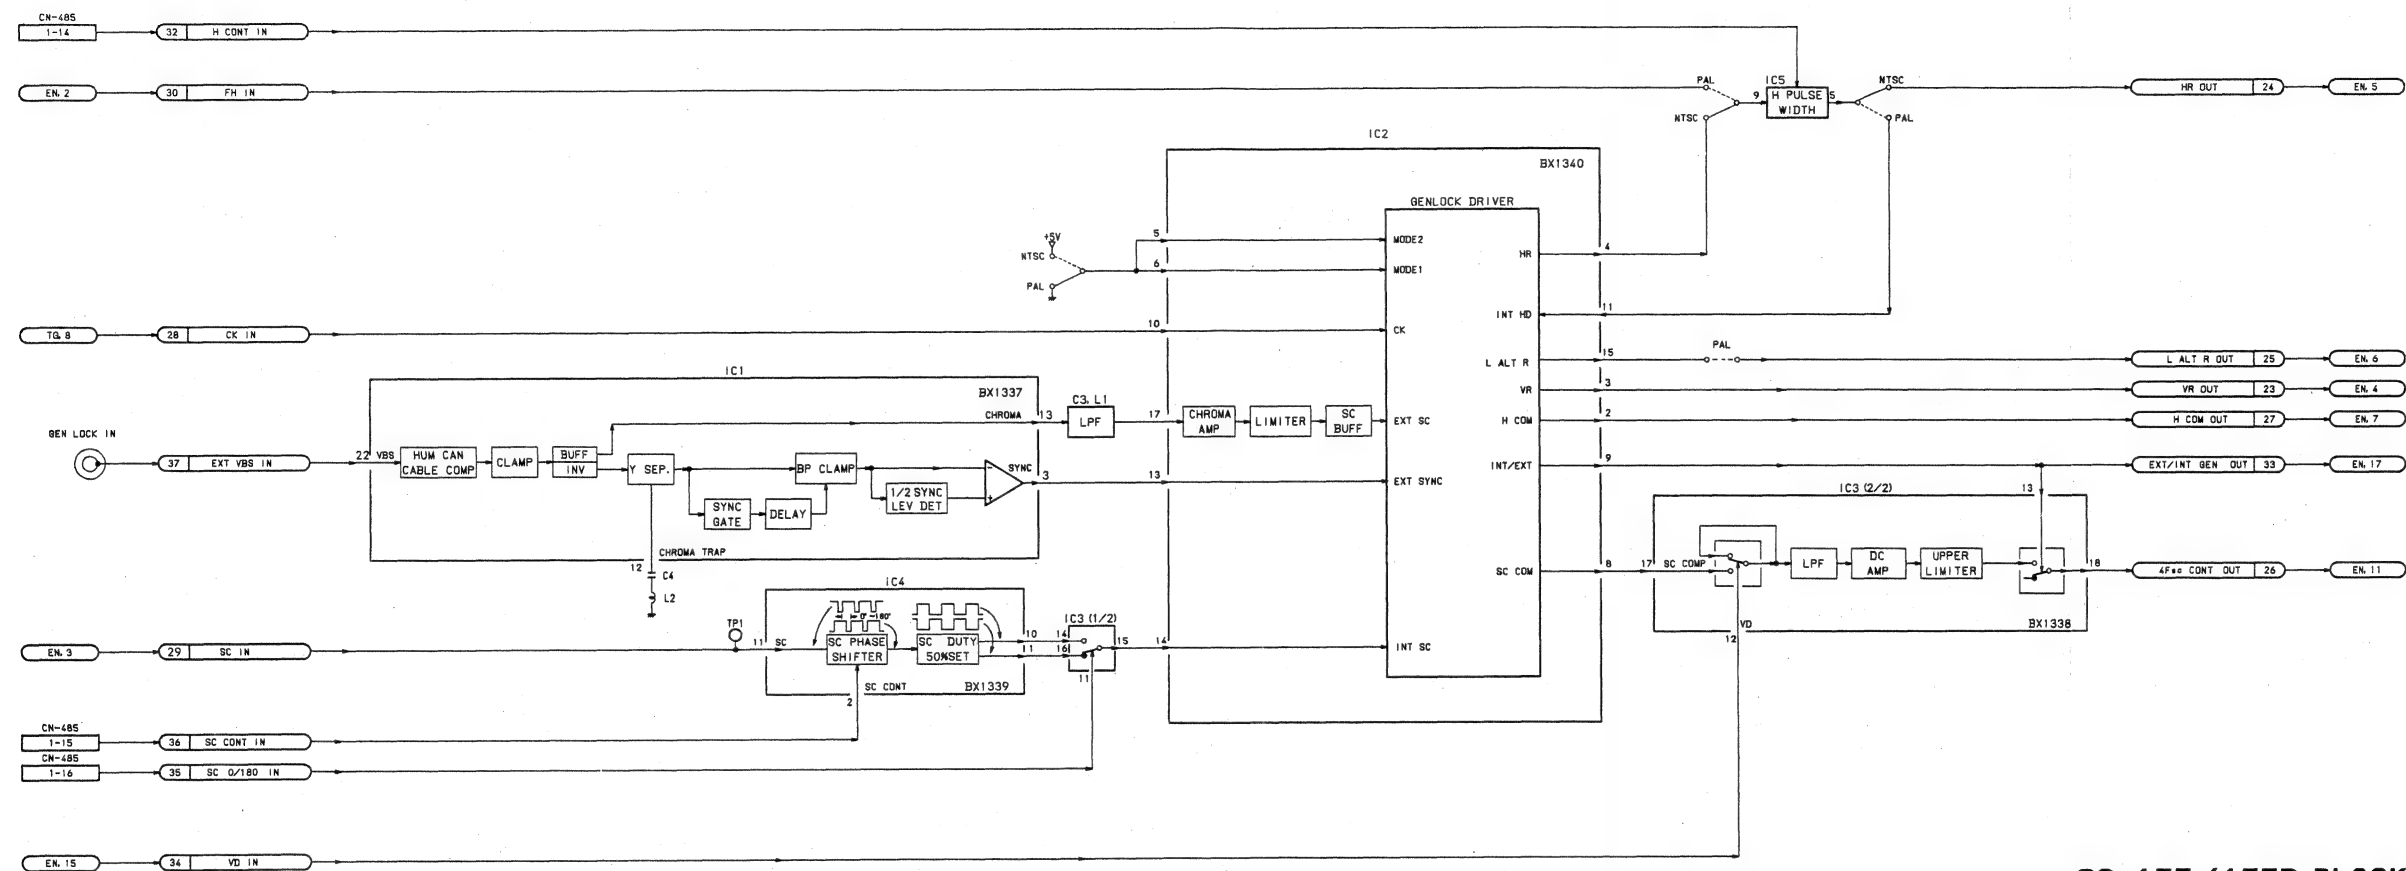 CN-485
1-14
32 H CONT IN
EN. 2
30 FH IN
PAL
NTSC
IC5
9
H PULSE
WIDTH
5
NTSC
PAL
HR OUT 24
EN. 5
IC2
BX1340
GENLOCK DRIVER
+5V
NTSC
PAL
5
6
MODE2
MODE1
HR
4
INT HD
11
TG. 8
28 CK IN
10
CK
L ALT R
15
PAL
L ALT R OUT 25
EN. 6
VR
3
VR OUT 23
EN. 4
H COM
2
H COM OUT 27
EN. 7
INT/EXT
9
EXT/INT GEN OUT 33
EN. 17
IC1
BX1337
CHROMA
13
C3, L1
LPF
17
CHROMA
AMP
LIMITER
SC
BUFF
EXT SC
GEN LOCK IN
37 EXT VBS IN
22 VBS
HUM CAN
CABLE COMP
CLAMP
BUFF
INV
Y SEP.
BP CLAMP
SYNC
GATE
DELAY
1/2 SYNC
LEV DET
-
+
SYNC
3
13
EXT SYNC
CHROMA TRAP
12
C4
L2
IC3 (2/2)
13
SC COM
8
17
SC COMP
LPF
DC
AMP
UPPER
LIMITER
18
4Fsc CONT OUT 26
EN. 11
VD
12
BX1338
IC4
0°~180°
TP1
11
SC
SC PHASE
SHIFTER
SC DUTY
50%SET
10
11
IC3 (1/2)
14
16
15
11
14
INT SC
EN. 3
29 SC IN
SC CONT
BX1339
2
CN-485
1-15
36 SC CONT IN
CN-485
1-16
35 SC 0/180 IN
EN. 15
34 VD IN